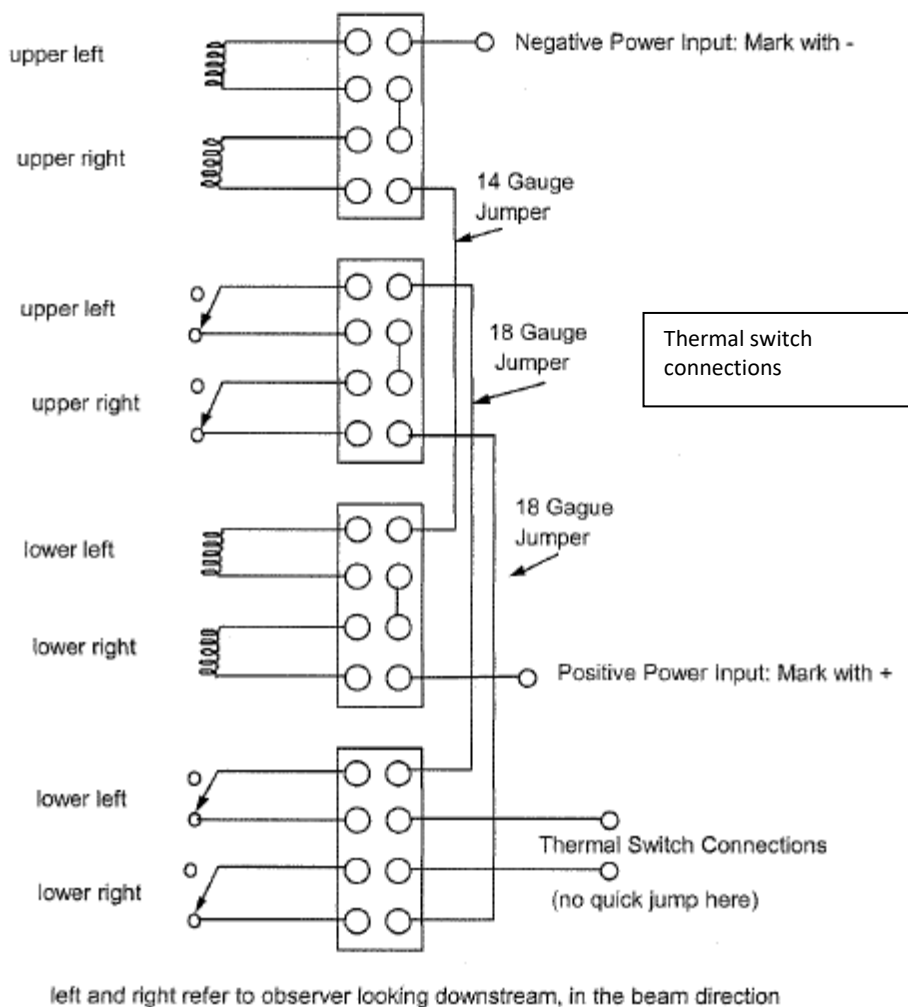 upper left
Negative Power Input: Mark with -
upper right
14 Gauge
Jumper
upper left
18 Gauge
Jumper
Thermal switch
connections
upper right
18 Gague
Jumper
lower left
lower right
Positive Power Input: Mark with +
lower left
Thermal Switch Connections
lower right
(no quick jump here)
left and right refer to observer looking downstream, in the beam direction